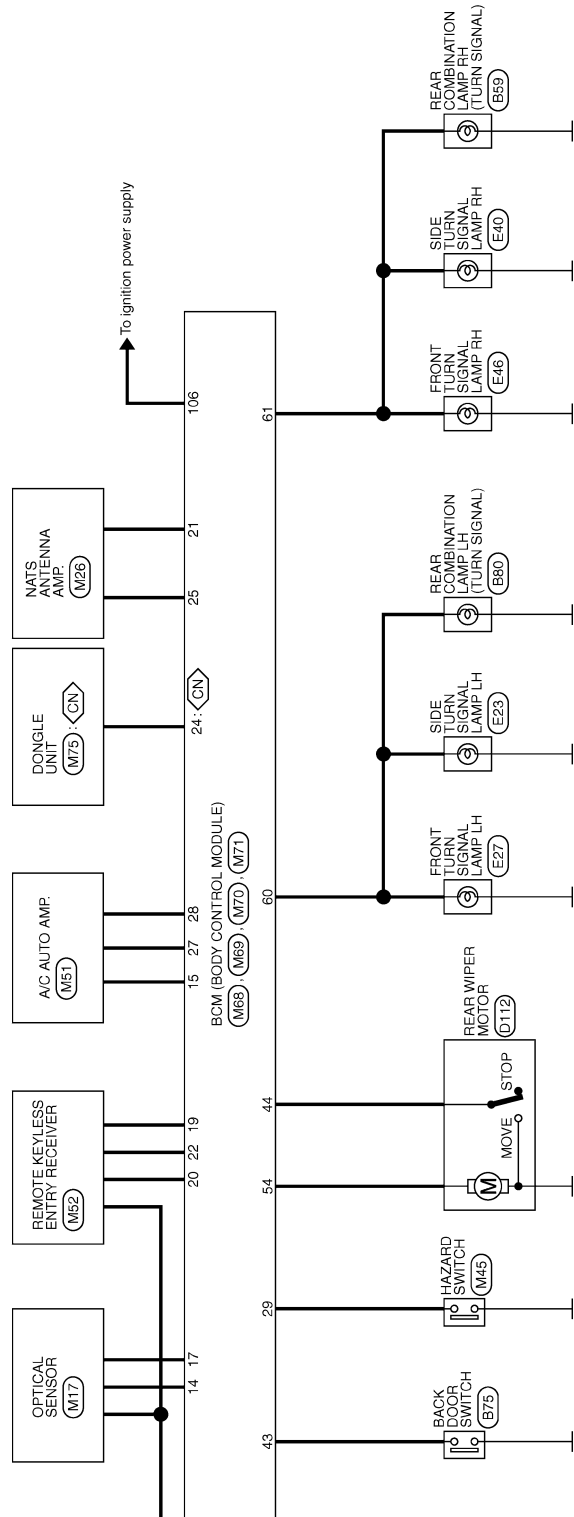 OPTICAL
SENSOR
M17
REMOTE KEYLESS
ENTRY RECEIVER
M52
A/C AUTO AMP.
M51
DONGLE
UNIT
M75 : CN
NATS
ANTENNA
AMP.
M26
To ignition power supply
14
17
20
22
19
15
27
28
24 : CN
25
21
106
BCM (BODY CONTROL MODULE)
M68 , M69 , M70 , M71
43
29
54
44
60
61
BACK
DOOR
SWITCH
B75
HAZARD
SWITCH
M45
REAR WIPER
MOTOR
D112
M
MOVE
STOP
FRONT
TURN
SIGNAL
LAMP LH
E27
SIDE
TURN
SIGNAL
LAMP LH
E23
REAR
COMBINATION
LAMP LH
(TURN SIGNAL)
B80
FRONT
TURN
SIGNAL
LAMP RH
E46
SIDE
TURN
SIGNAL
LAMP RH
E40
REAR
COMBINATION
LAMP RH
(TURN SIGNAL)
B59